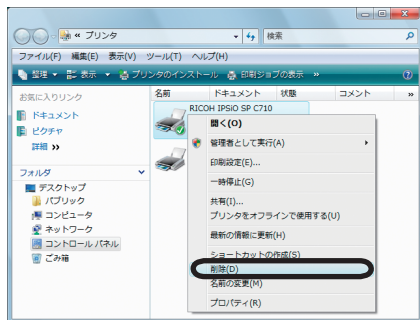 « プリンタ
検索
ファイル(F) 編集(E) 表示(V) ツール(T) ヘルプ(H)
整理 表示 プリンタのインストール 印刷ジョブの表示 »
お気に入りリンク
ドキュメント
ピクチャ
詳細 »
フォルダ
デスクトップ
パブリック
コンピュータ
ネットワーク
コントロール パネル
ごみ箱
名前 ドキュメント 状態 コメント »
RICOH IPSiO SP C710
開く(O)
管理者として実行(A)
印刷設定(E)...
一時停止(G)
共有(I)...
プリンタをオフラインで使用する(U)
最新の情報に更新(H)
ショートカットの作成(S)
削除(D)
名前の変更(M)
プロパティ(R)